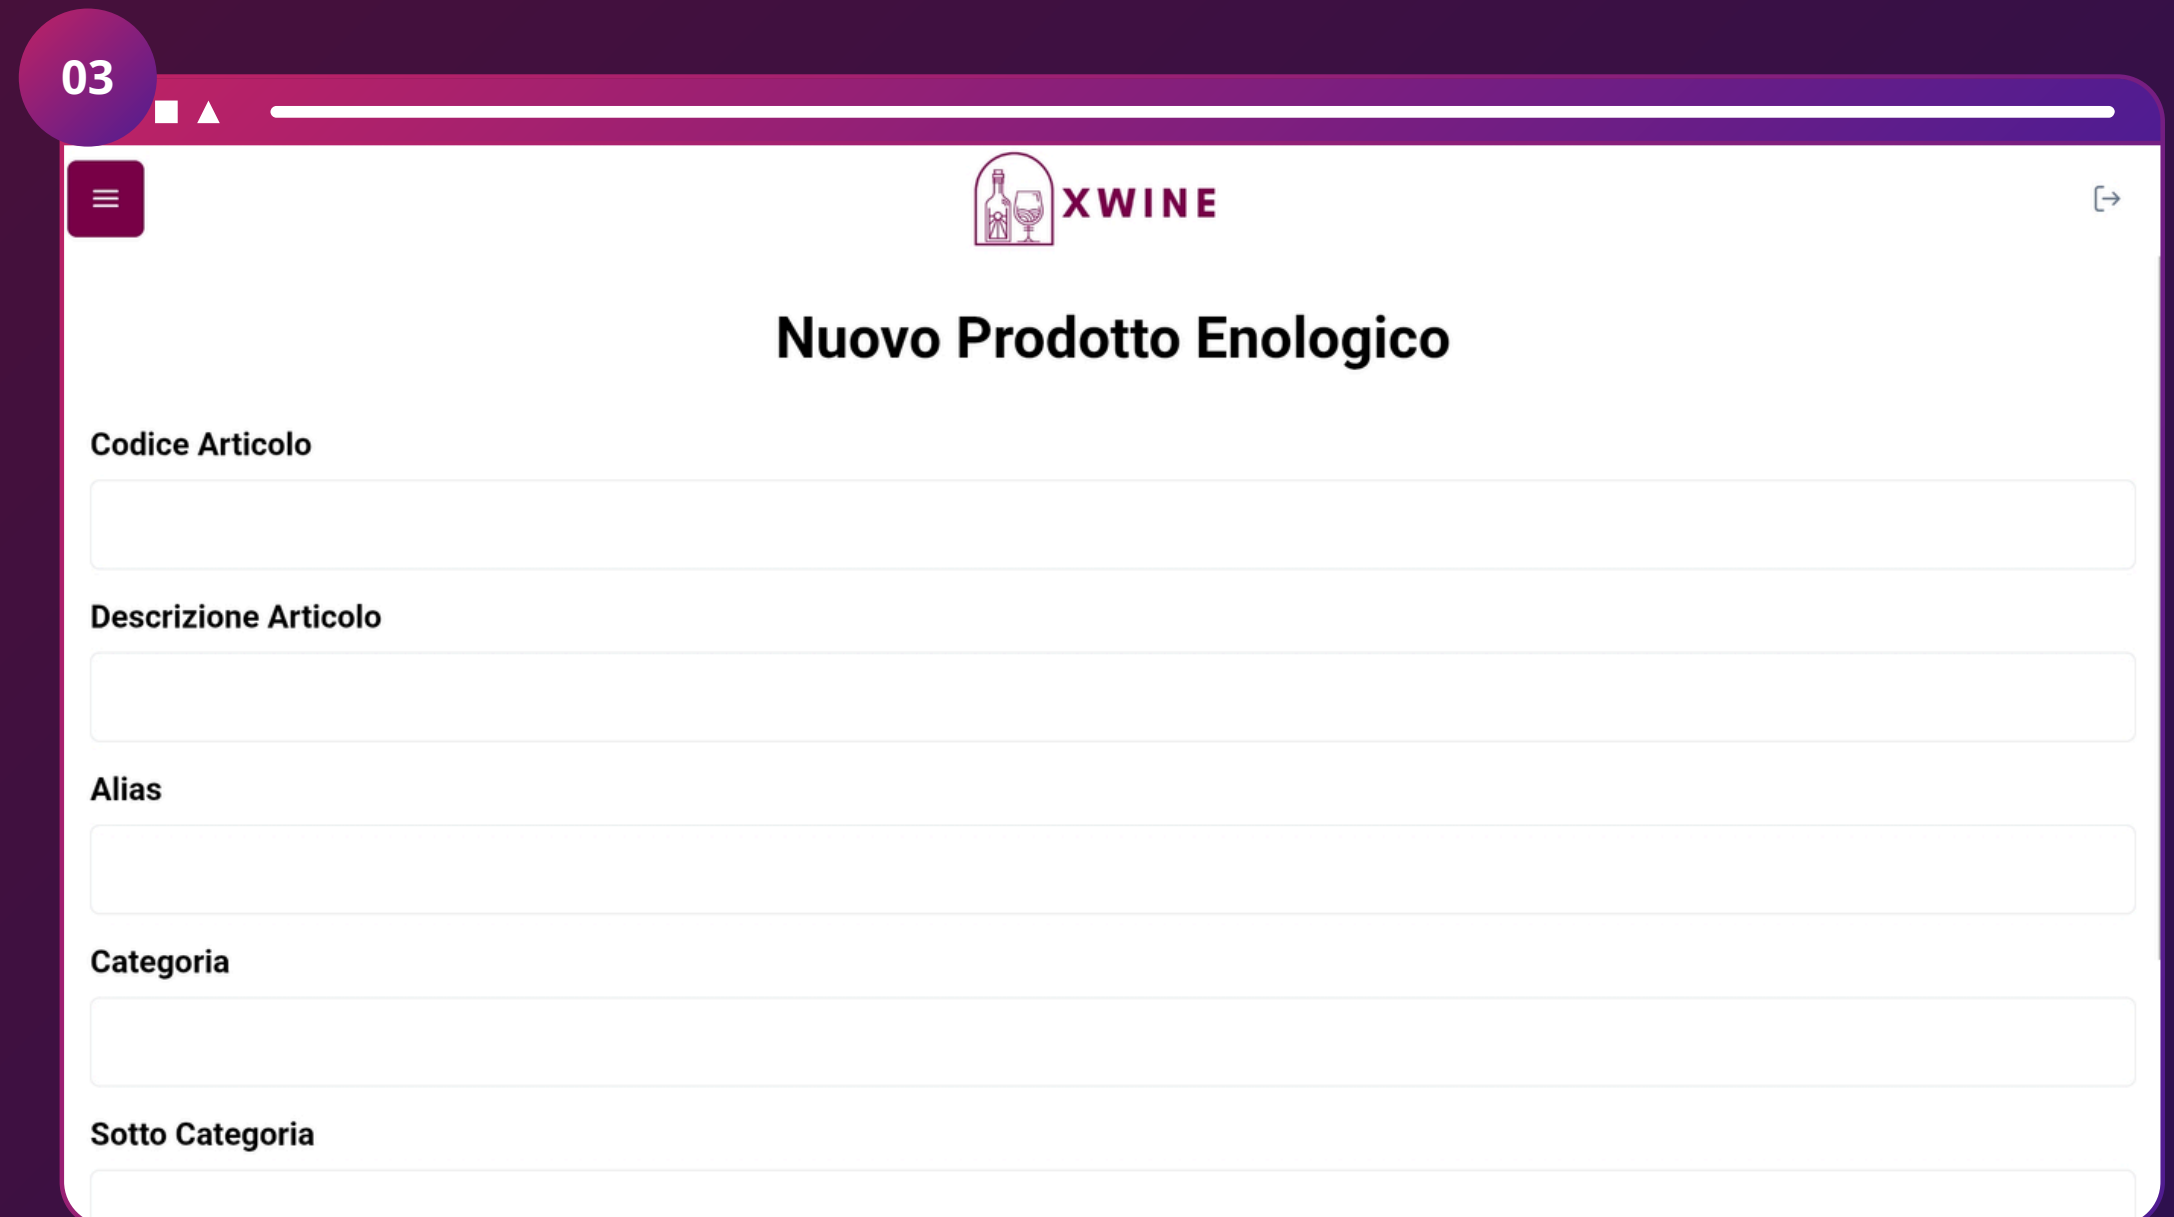 03
XWINE
Nuovo Prodotto Enologico
Codice Articolo
Descrizione Articolo
Alias
Categoria
Sotto Categoria